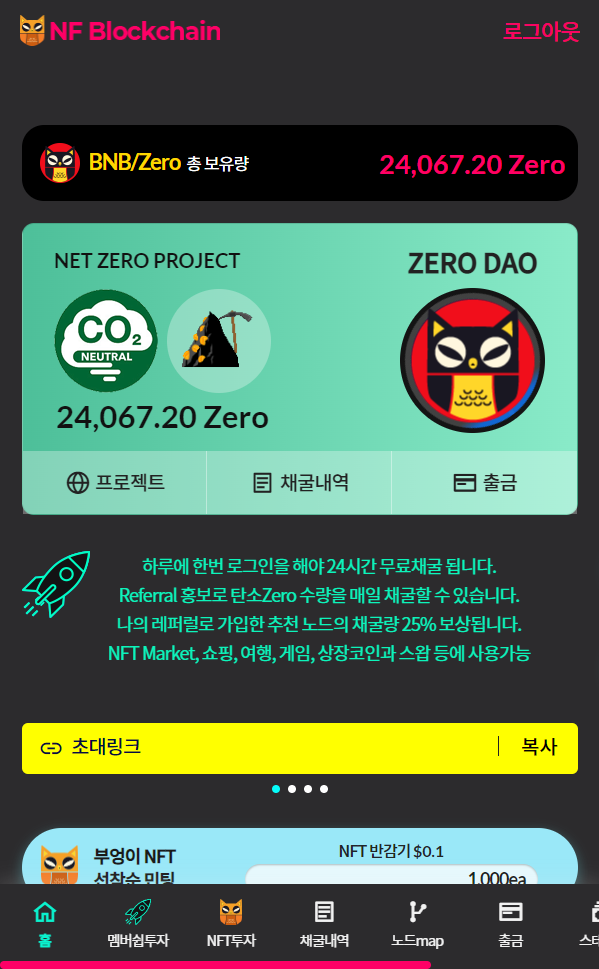 NF Blockchain
로그아웃
BNB/Zero 총 보유량
24,067.20 Zero
NET ZERO PROJECT
ZERO DAO
CO2
NEUTRAL
24,067.20 Zero
프로젝트
채굴내역
출금
하루에 한번 로그인을 해야 24시간 무료채굴 됩니다.
Referral 홍보로 탄소Zero 수량을 매일 채굴할 수 있습니다.
나의 레퍼럴로 가입한 추천 노드의 채굴량 25% 보상됩니다.
NFT Market, 쇼핑, 여행, 게임, 상장코인과 스왑 등에 사용가능
초대링크
복사
부엉이 NFT
선착순 민팅
NFT 반감기 $0.1
1,000ea
홈
멤버쉽투자
NFT투자
채굴내역
노드map
출금